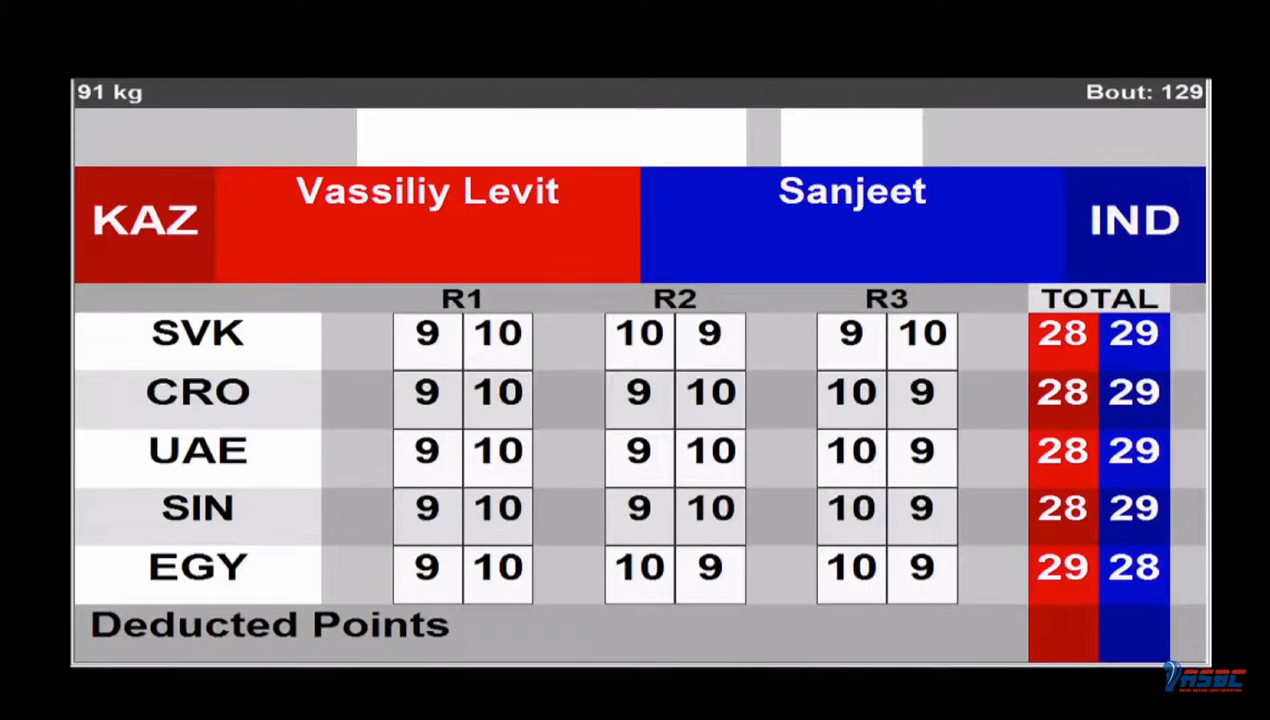 91 kg Bout: 129
KAZ Vassiliy Levit Sanjeet IND
R1 R2 R3 TOTAL
SVK 9 10 10 9 9 10 28 29
CRO 9 10 9 10 10 9 28 29
UAE 9 10 9 10 10 9 28 29
SIN 9 10 9 10 10 9 28 29
EGY 9 10 10 9 10 9 29 28
Deducted Points
ASBC